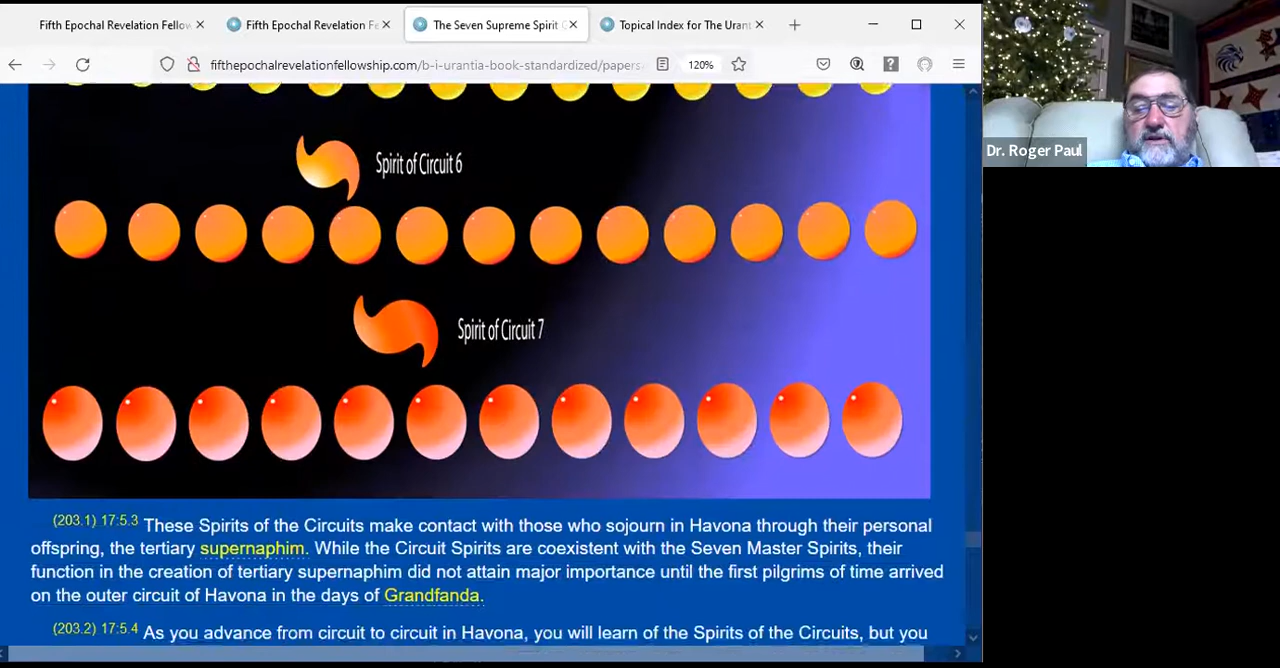 Fifth Epochal Revelation Fellow
Fifth Epochal Revelation Fe
The Seven Supreme Spirit G
Topical Index for The Urant
fifthepochalrevelationfellowship.com/b-i-urantia-book-standardized/papers
120%
Dr. Roger Paul
Spirit of Circuit 6
Spirit of Circuit 7
(203.1) 17:5.3 These Spirits of the Circuits make contact with those who sojourn in Havona through their personal
offspring, the tertiary supernaphim. While the Circuit Spirits are coexistent with the Seven Master Spirits, their
function in the creation of tertiary supernaphim did not attain major importance until the first pilgrims of time arrived
on the outer circuit of Havona in the days of Grandfanda.
(203.2) 17:5.4 As you advance from circuit to circuit in Havona, you will learn of the Spirits of the Circuits, but you